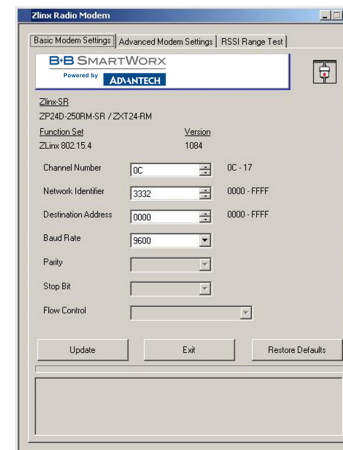 Zlinx Radio Modem
Basic Modem Settings Advanced Modem Settings RSSI Range Test
B+B SMARTWORX
Powered by ADVANTECH
Zlinx-SR
ZP24D-250RM-SR / ZXT24-RM
Function Set Version
ZLinx 802.15.4 1084
Channel Number 0C 0C - 17
Network Identifier 3332 0000 - FFFF
Destination Address 0000 0000 - FFFF
Baud Rate 9600
Parity
Stop Bit
Flow Control
Update Exit Restore Defaults